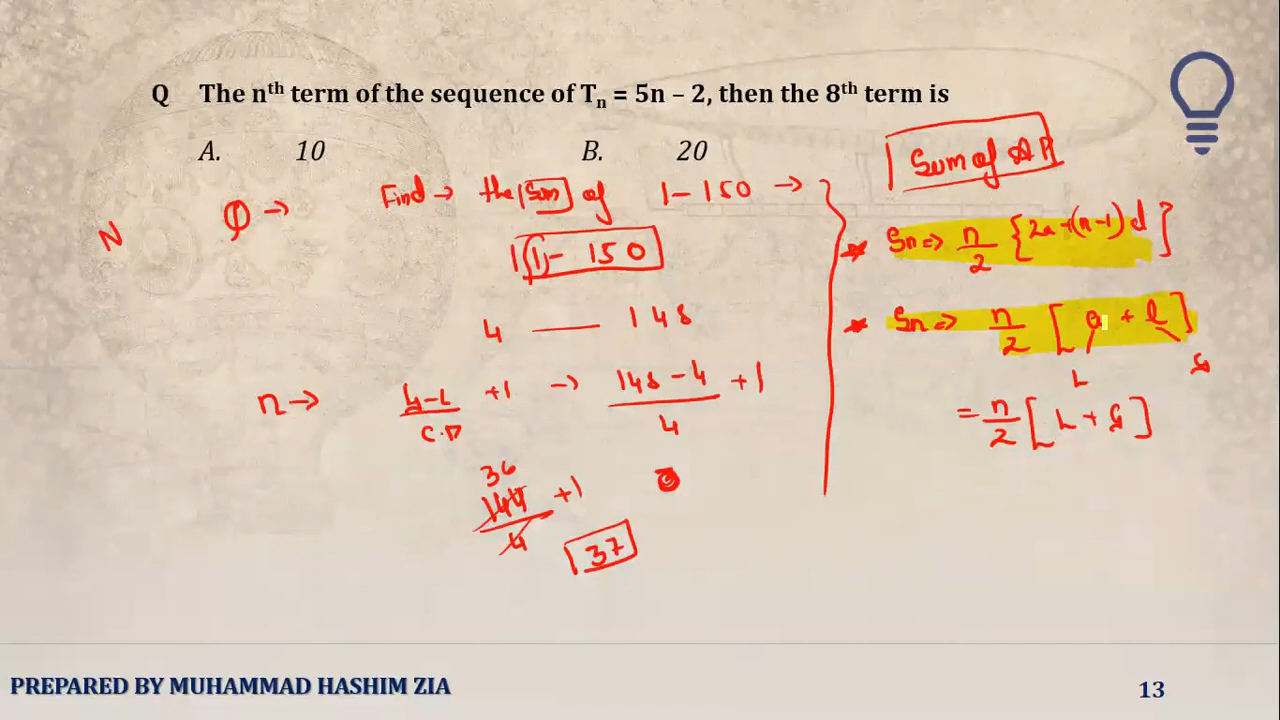 Q The nth term of the sequence of Tn = 5n – 2, then the 8th term is
A. 10 B. 20
Sum of AP
Find → the Sum of 1 – 150 →
Q →
N
1 – 150
Sn ⇒ n/2 {2a + (n-1) d]
4 —— 148
Sn ⇒ n/2 [a + l]
L G
n → G-L/C.D +1 → 148 - 4/4 + 1
= n/2 [L + G]
36
144/4 + 1
37
PREPARED BY MUHAMMAD HASHIM ZIA
13